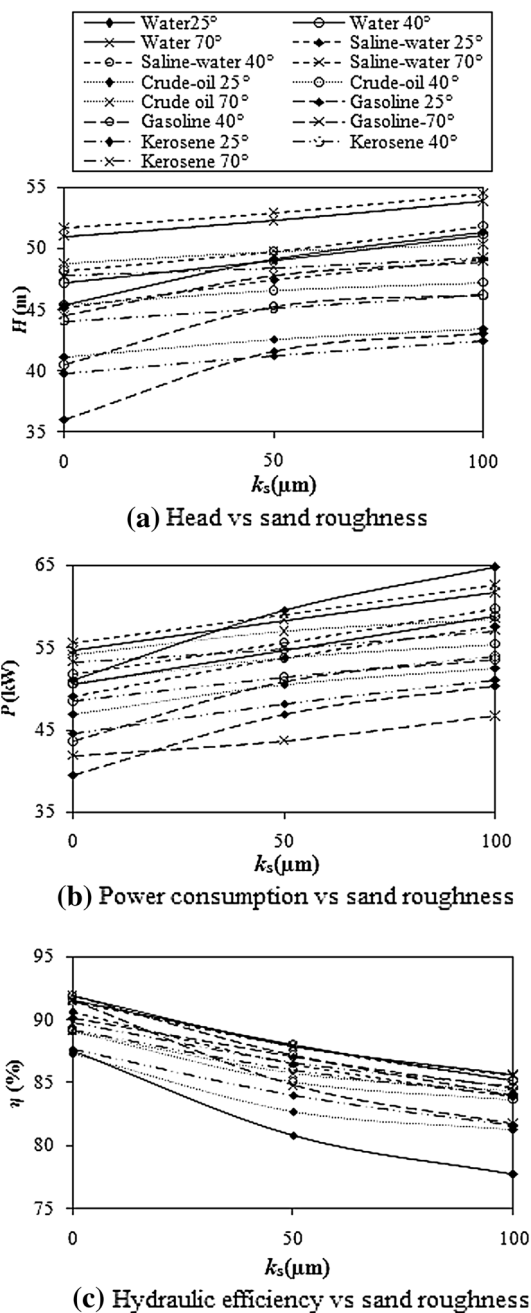 Water25° Water 40°
Water 70° Saline-water 25°
Saline-water 40° Saline-water 70°
Crude-oil 25° Crude-oil 40°
Crude oil 70° Gasoline 25°
Gasoline 40° Gasoline-70°
Kerosene 25° Kerosene 40°
Kerosene 70°
55
50
45
40
35
H (m)
0 50 100
ks(µm)
(a) Head vs sand roughness
65
55
45
35
P(kW)
0 50 100
ks(µm)
(b) Power consumption vs sand roughness
95
90
85
80
75
η (%)
0 50 100
ks(µm)
(c) Hydraulic efficiency vs sand roughness